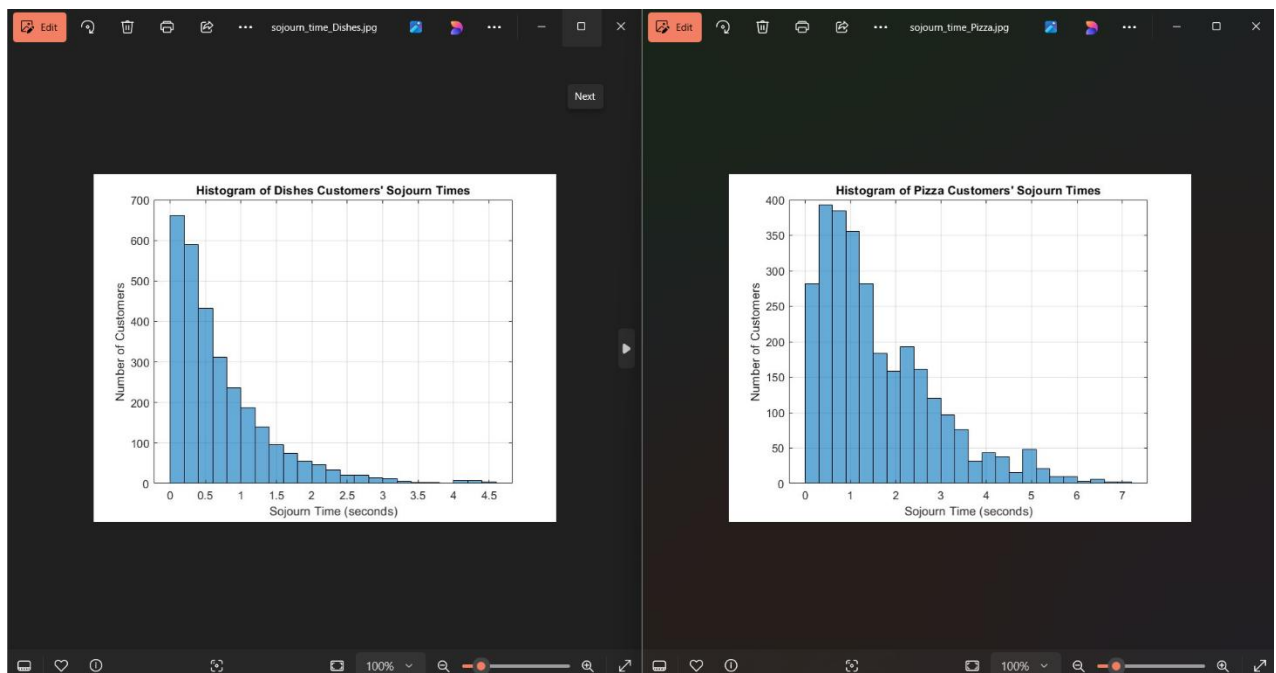 Edit
sojourn_time_Dishes.jpg
Next
Histogram of Dishes Customers' Sojourn Times
Number of Customers
700
600
500
400
300
200
100
0
0 0.5 1 1.5 2 2.5 3 3.5 4 4.5
Sojourn Time (seconds)
100%
Edit
sojourn_time_Pizza.jpg
Histogram of Pizza Customers' Sojourn Times
Number of Customers
400
350
300
250
200
150
100
50
0
0 1 2 3 4 5 6 7
Sojourn Time (seconds)
100%